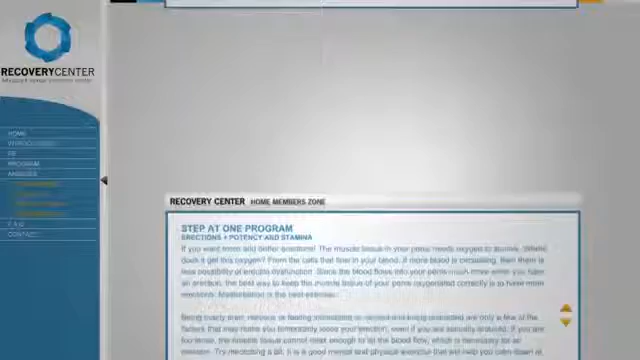 RECOVERYCENTER
HOME
PROGRAM
F.A.Q
CONTACT
RECOVERY CENTER HOME MEMBERS ZONE
STEP AT ONE PROGRAM
ERECTIONS + POTENCY AND STAMINA
If you want more and better erections! The muscle tissue in your penis needs oxygen to survive. Where
does it get this oxygen? From the cells that flow in your blood. If more blood is circulating, then there is
less possibility of erectile dysfunction. Since the blood flows into your penis much more when you have
an erection, the best way to keep the muscle tissue of your penis oxygenated correctly is to have more
erections. Masturbation is the best exercise.
Being overly tired, nervous, or feeling intimidated or rejected and being distracted are only a few of the
factors that may make you temporarily loose your erection, even if you are sexually aroused. If you are
too tense, the muscle tissue cannot relax enough to let the blood flow, which is necessary for an
erection. Try meditating a bit. It is a good mental and physical exercise that will help you calm down or